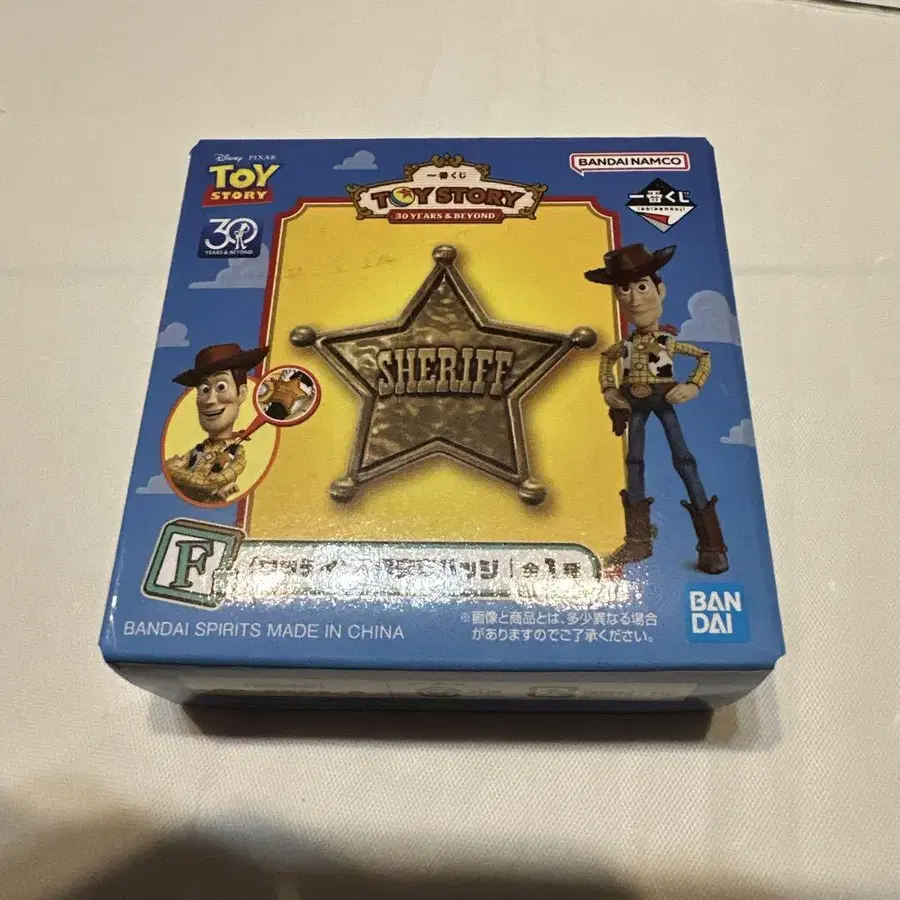 Disney PIXAR
TOY
STORY
30
YEARS & BEYOND
一番くじ
TOY STORY
30 YEARS & BEYOND
BANDAI NAMCO
一番くじ
ichibankuji
SHERIFF
F
全1種
BANDAI SPIRITS MADE IN CHINA
※画像と商品とは、多少異なる場合
がありますのでご了承ください。
BAN
DAI